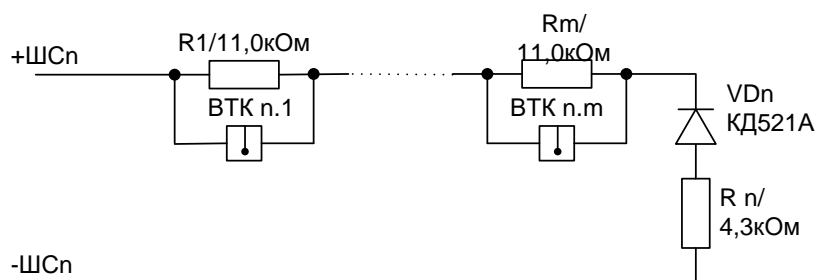 +ШСn
R1/11,0кОм
ВТК n.1
Rm/
11,0кОм
ВТК n.m
VDn
КД521А
R n/
4,3кОм
-ШСn